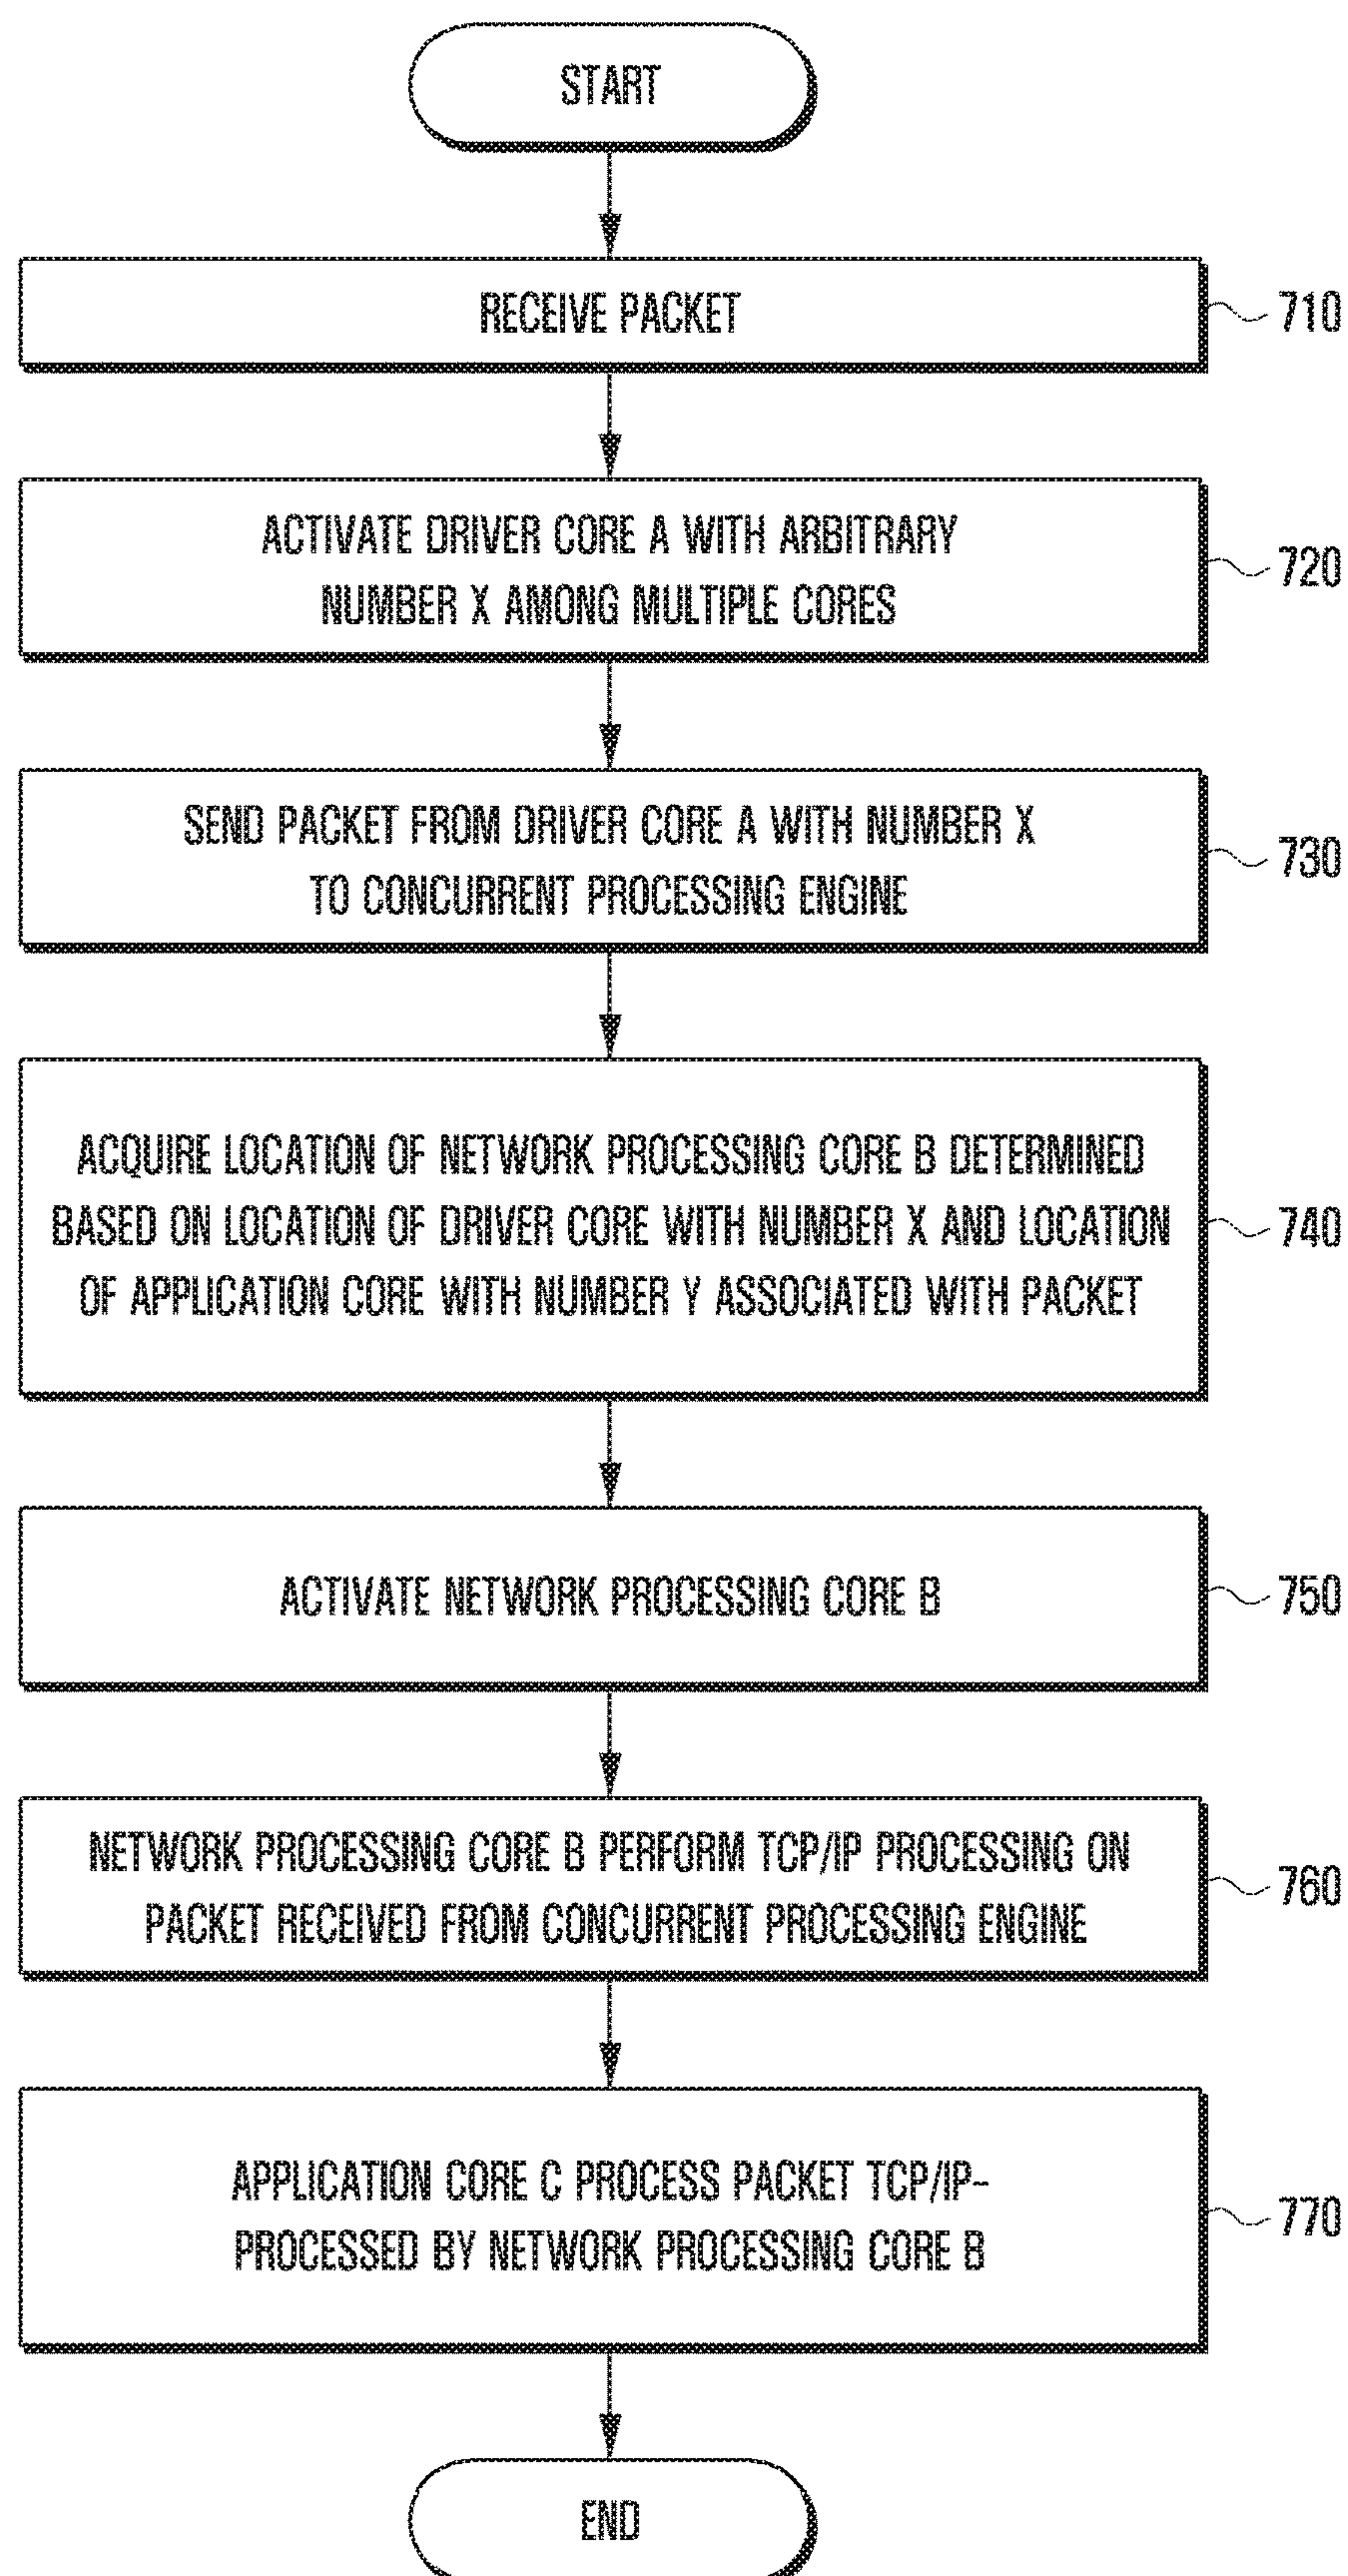 START
RECEIVE PACKET
710
ACTIVATE DRIVER CORE A WITH ARBITRARY
NUMBER X AMONG MULTIPLE CORES
720
SEND PACKET FROM DRIVER CORE A WITH NUMBER X
TO CONCURRENT PROCESSING ENGINE
730
ACQUIRE LOCATION OF NETWORK PROCESSING CORE B DETERMINED
BASED ON LOCATION OF DRIVER CORE WITH NUMBER X AND LOCATION
OF APPLICATION CORE WITH NUMBER Y ASSOCIATED WITH PACKET
740
ACTIVATE NETWORK PROCESSING CORE B
750
NETWORK PROCESSING CORE B PERFORM TCP/IP PROCESSING ON
PACKET RECEIVED FROM CONCURRENT PROCESSING ENGINE
760
APPLICATION CORE C PROCESS PACKET TCP/IP-
PROCESSED BY NETWORK PROCESSING CORE B
770
END